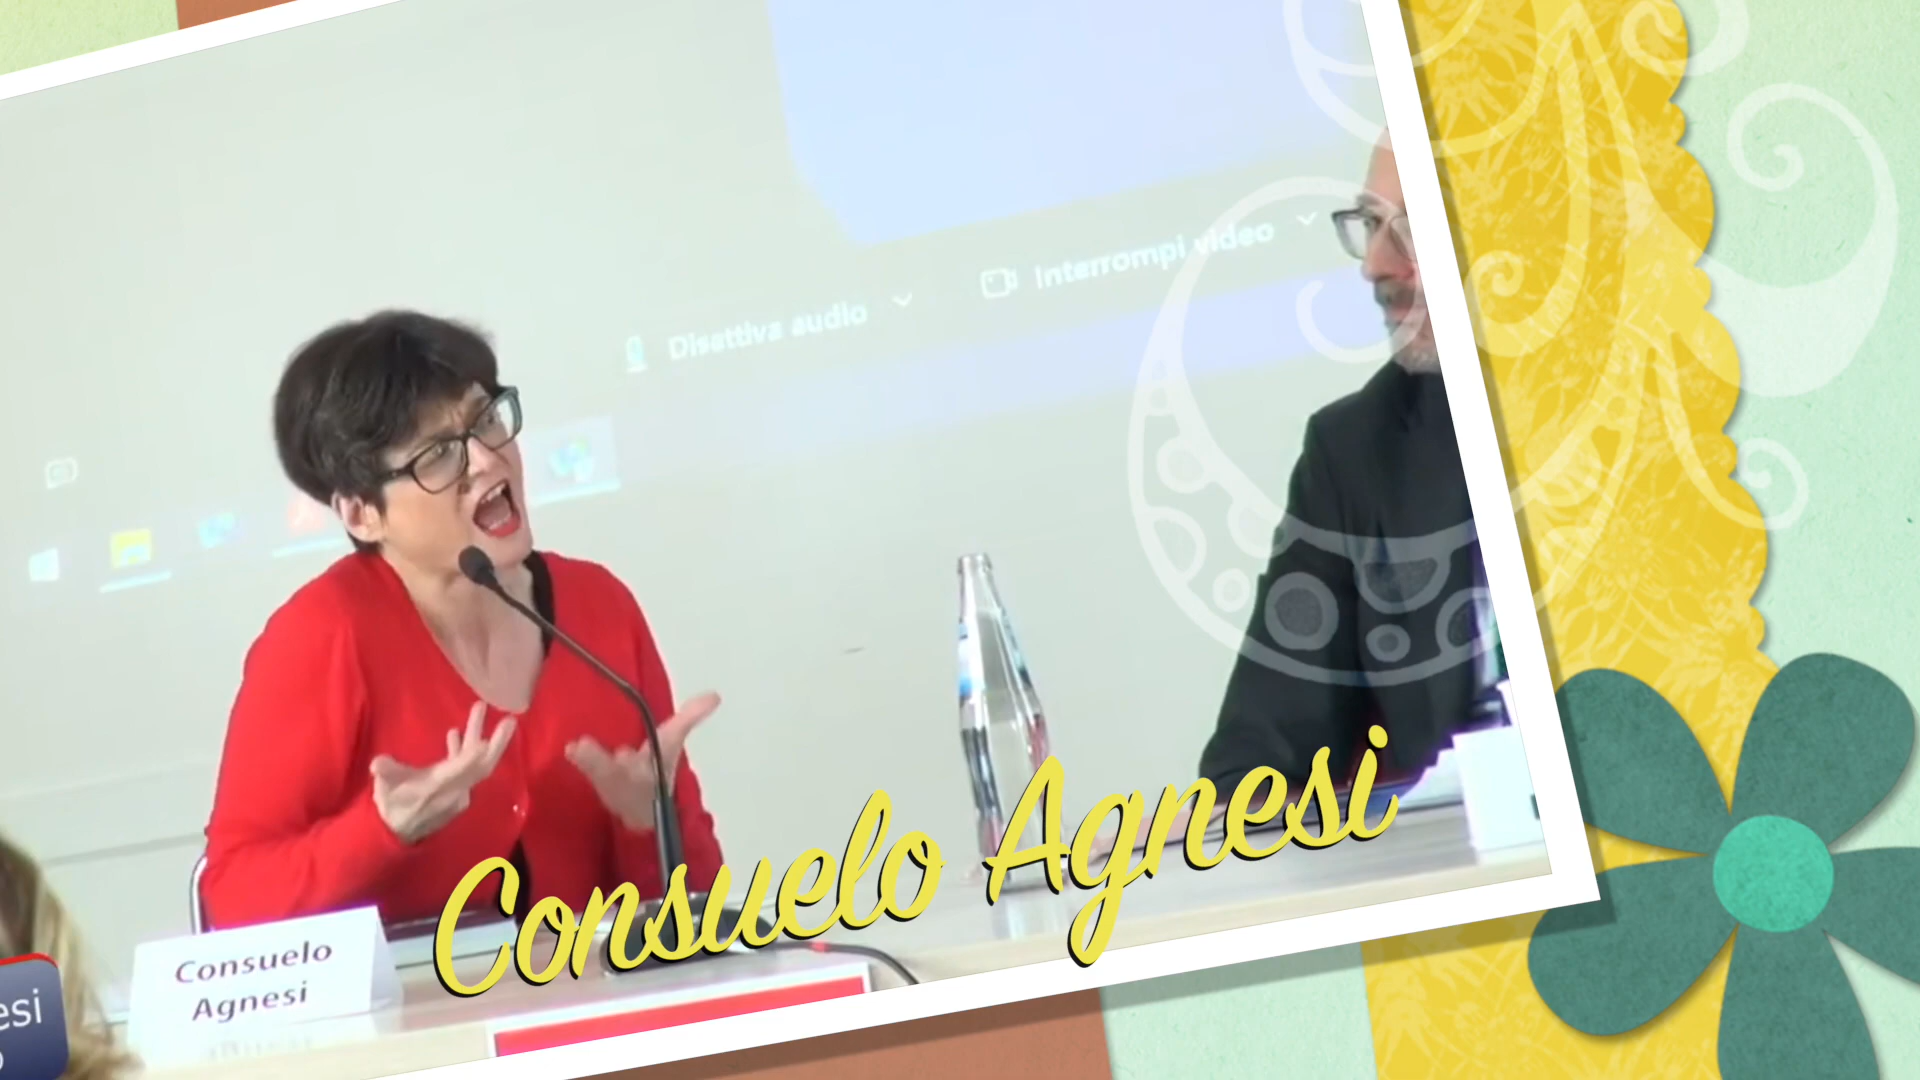 Disattiva audio
Interrompi video
Consuelo Agnesi
Consuelo
Agnesi
esi